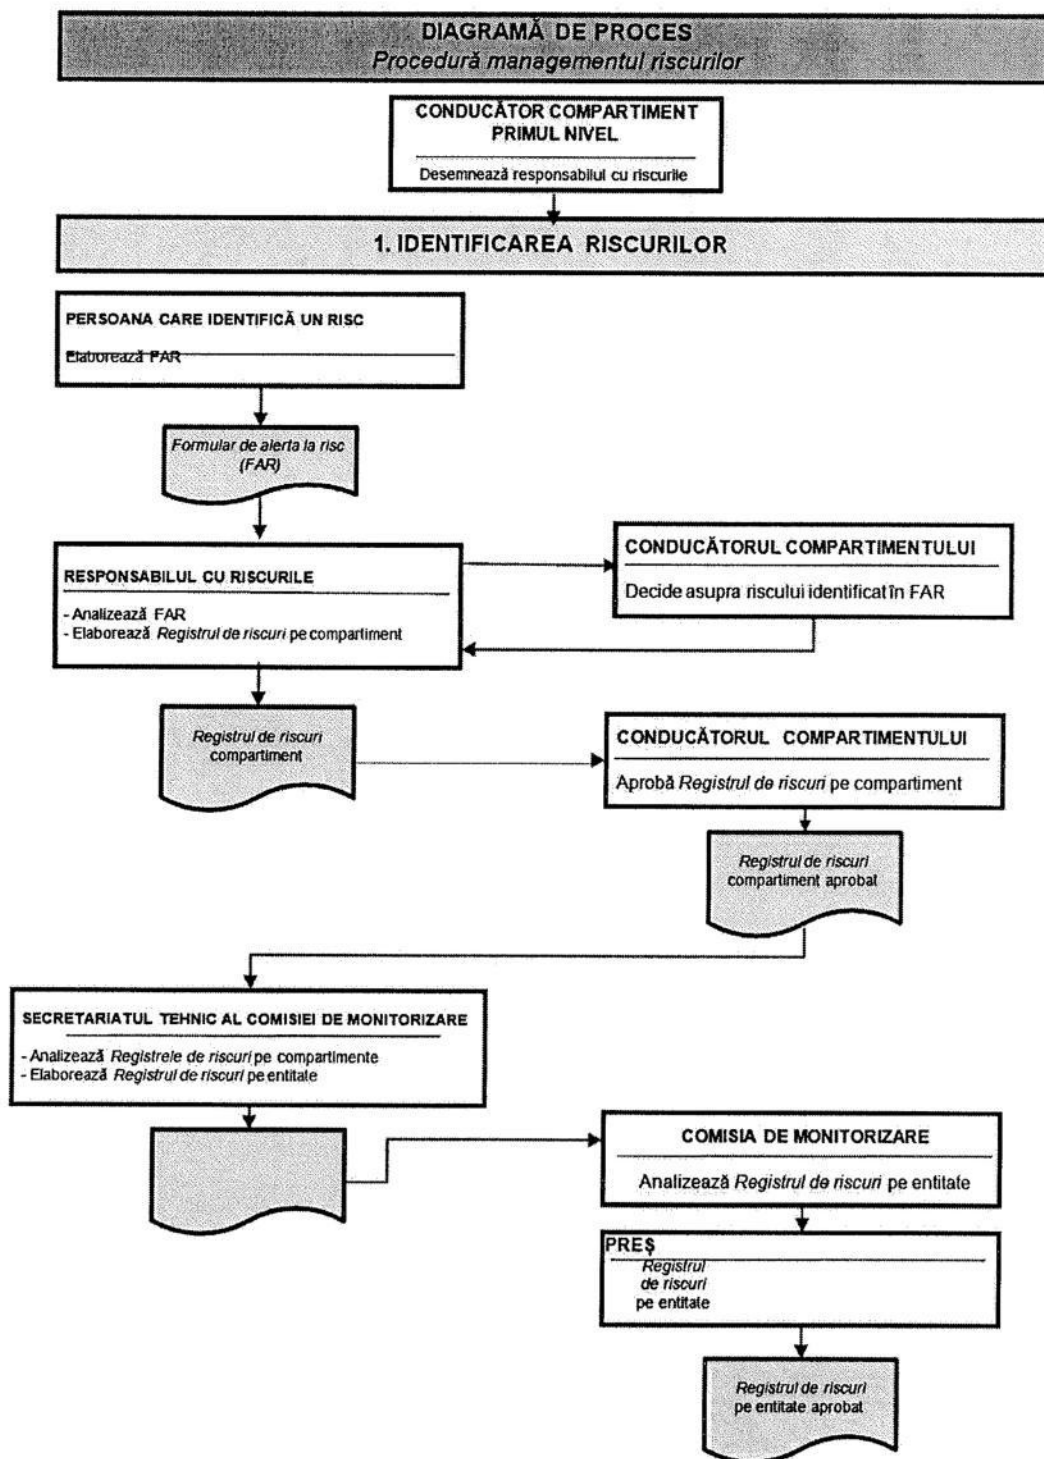 DIAGRAMĂ DE PROCES
Procedură managementul riscurilor
CONDUCĂTOR COMPARTIMENT
PRIMUL NIVEL
Desemnează responsabilul cu riscurile
1. IDENTIFICAREA RISCURILOR
PERSOANA CARE IDENTIFICĂ UN RISC
Elaborează FAR
Formular de alerta la risc
(FAR)
CONDUCĂTORUL COMPARTIMENTULUI
Decide asupra riscului identificat în FAR
RESPONSABILUL CU RISCURILE
- Analizează FAR
- Elaborează Registrul de riscuri pe compartiment
Registrul de riscuri
compartiment
CONDUCĂTORUL COMPARTIMENTULUI
Aprobă Registrul de riscuri pe compartiment
Registrul de riscuri
compartiment aprobat
SECRETARIATUL TEHNIC AL COMISIEI DE MONITORIZARE
- Analizează Registrele de riscuri pe compartimente
- Elaborează Registrul de riscuri pe entitate
COMISIA DE MONITORIZARE
Analizează Registrul de riscuri pe entitate
PREȘ
Registrul
de riscuri
pe entitate
Registrul de riscuri
pe entitate aprobat